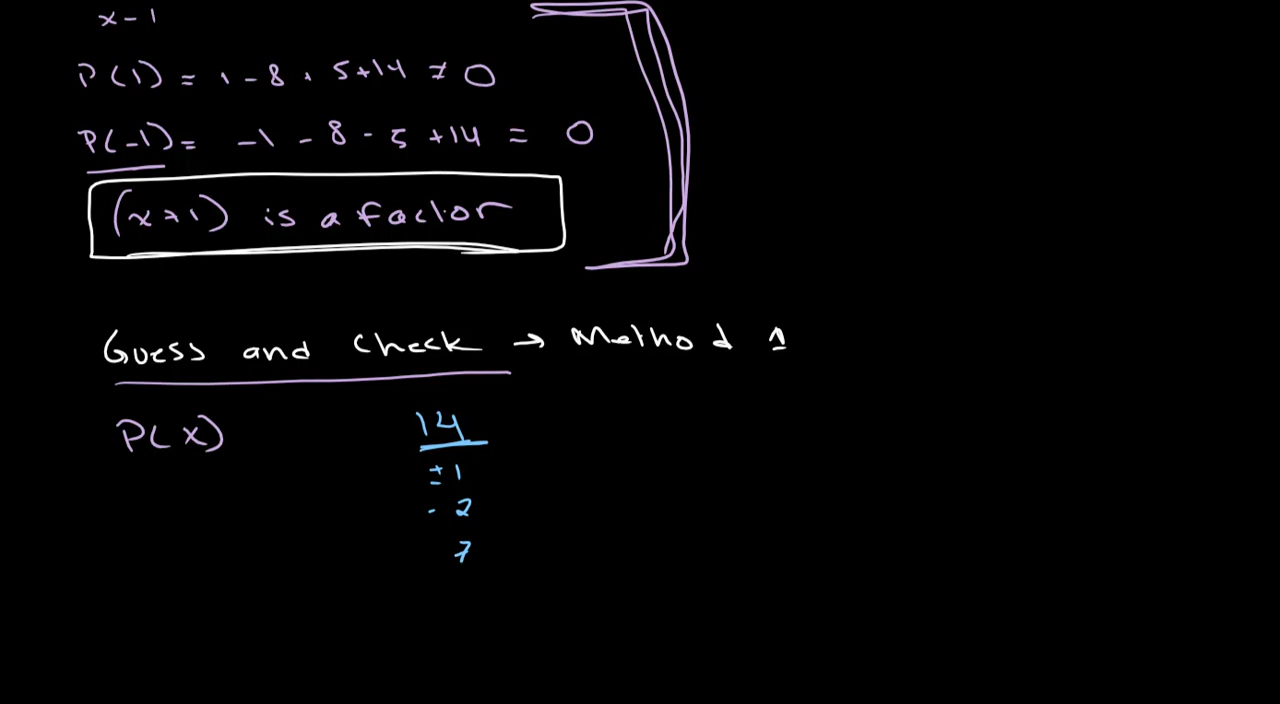 x - 1
P(1) = 1 - 8 + 5 + 14 ≠ 0
P(-1) = -1 - 8 - 5 + 14 = 0
(x+1) is a factor
Guess and check → Method 1
P(x) 14
± 1
- 2
7